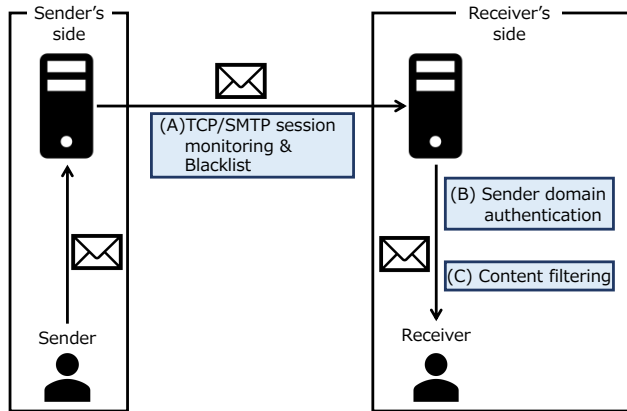 Sender's
side
Receiver's
side
(A)TCP/SMTP session
monitoring &
Blacklist
(B) Sender domain
authentication
(C) Content filtering
Sender
Receiver